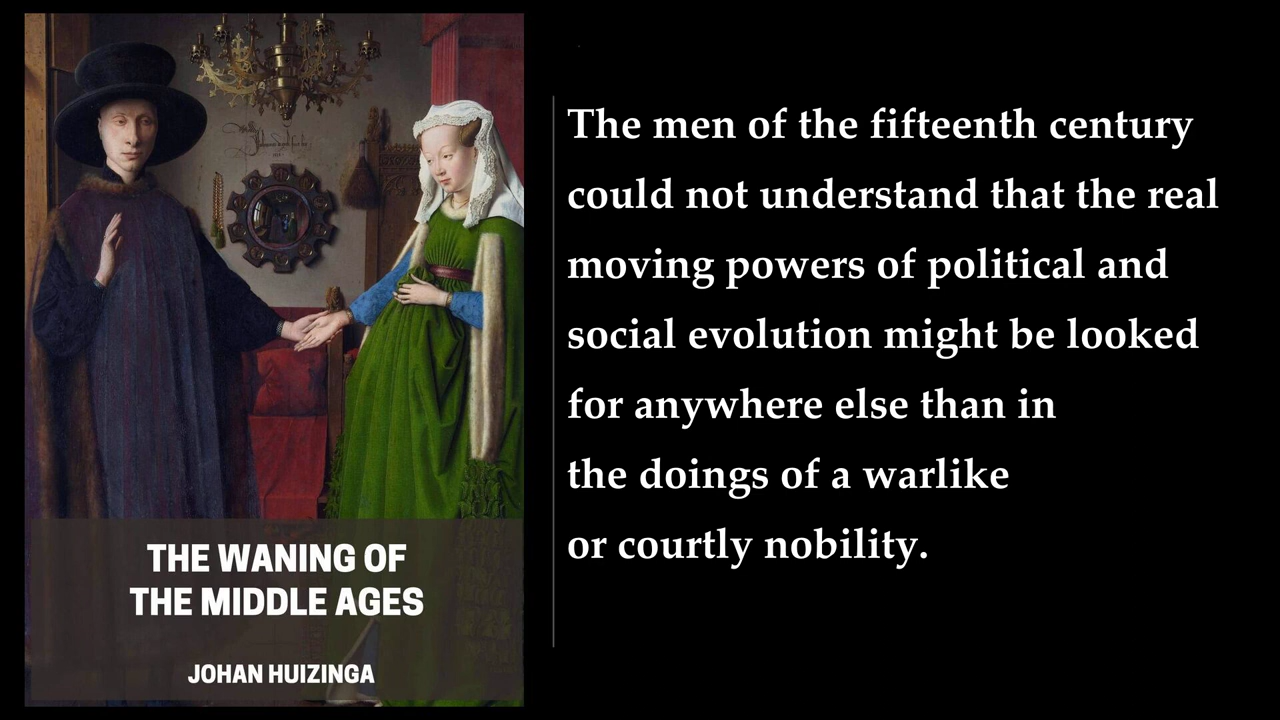 THE WANING OF
THE MIDDLE AGES
JOHAN HUIZINGA
The men of the fifteenth century
could not understand that the real
moving powers of political and
social evolution might be looked
for anywhere else than in
the doings of a warlike
or courtly nobility.